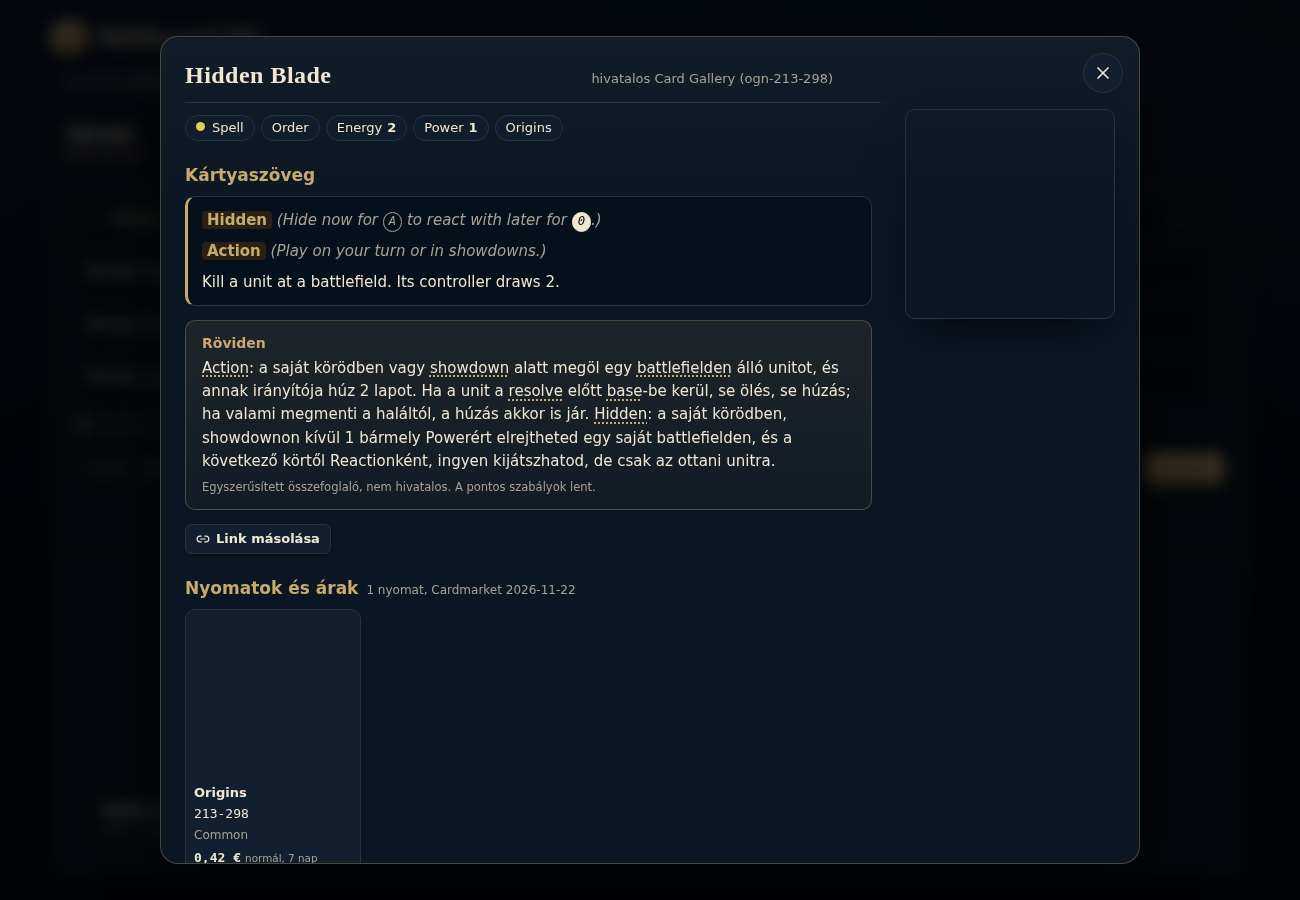 Hidden Blade
hivatalos Card Gallery (ogn-213-298)
Spell
Order
Energy 2
Power 1
Origins
Kártyaszöveg
Hidden (Hide now for A to react with later for 0.)
Action (Play on your turn or in showdowns.)
Kill a unit at a battlefield. Its controller draws 2.
Röviden
Action: a saját körödben vagy showdown alatt megöl egy battlefielden álló unitot, és
annak irányítója húz 2 lapot. Ha a unit a resolve előtt base-be kerül, se ölés, se húzás;
ha valami megmenti a haláltól, a húzás akkor is jár. Hidden: a saját körödben,
showdownon kívül 1 bármely Powerért elrejtheted egy saját battlefielden, és a
következő körtől Reactionként, ingyen kijátszhatod, de csak az ottani unitra.
Egyszerűsített összefoglaló, nem hivatalos. A pontos szabályok lent.
Link másolása
Nyomatok és árak 1 nyomat, Cardmarket 2026-11-22
Origins
213-298
Common
0,42 € normál, 7 nap